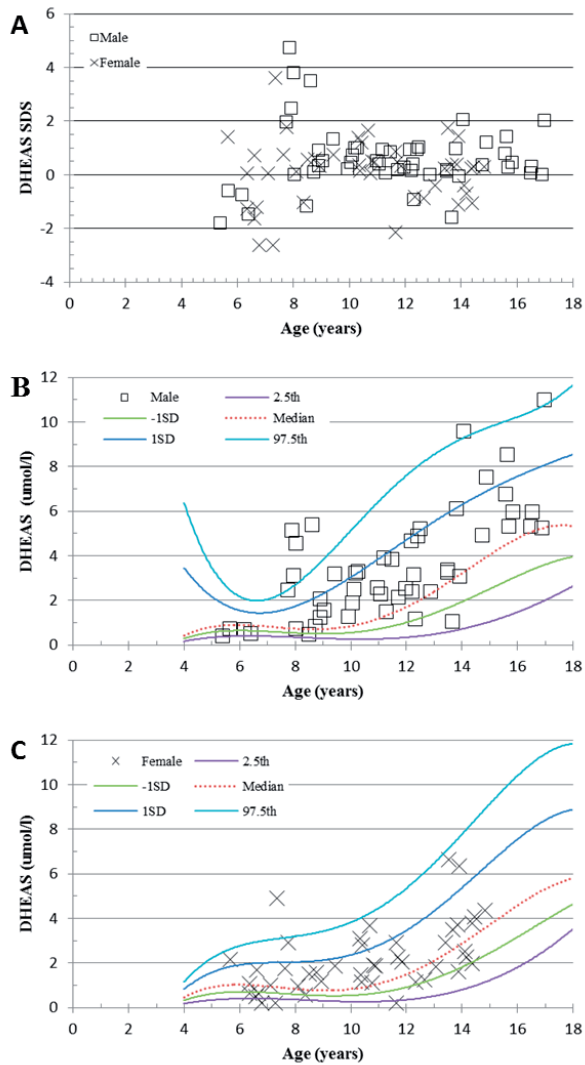 A
DHEAS SDS
6
4
2
0
-2
-4
Male
Female
0 2 4 6 8 10 12 14 16 18
Age (years)
B
DHEAS (umol/l)
12
10
8
6
4
2
0
Male 2.5th
-1SD Median
1SD 97.5th
0 2 4 6 8 10 12 14 16 18
Age (years)
C
DHEAS (umol/l)
12
10
8
6
4
2
0
Female 2.5th
-1SD Median
1SD 97.5th
0 2 4 6 8 10 12 14 16 18
Age (years)